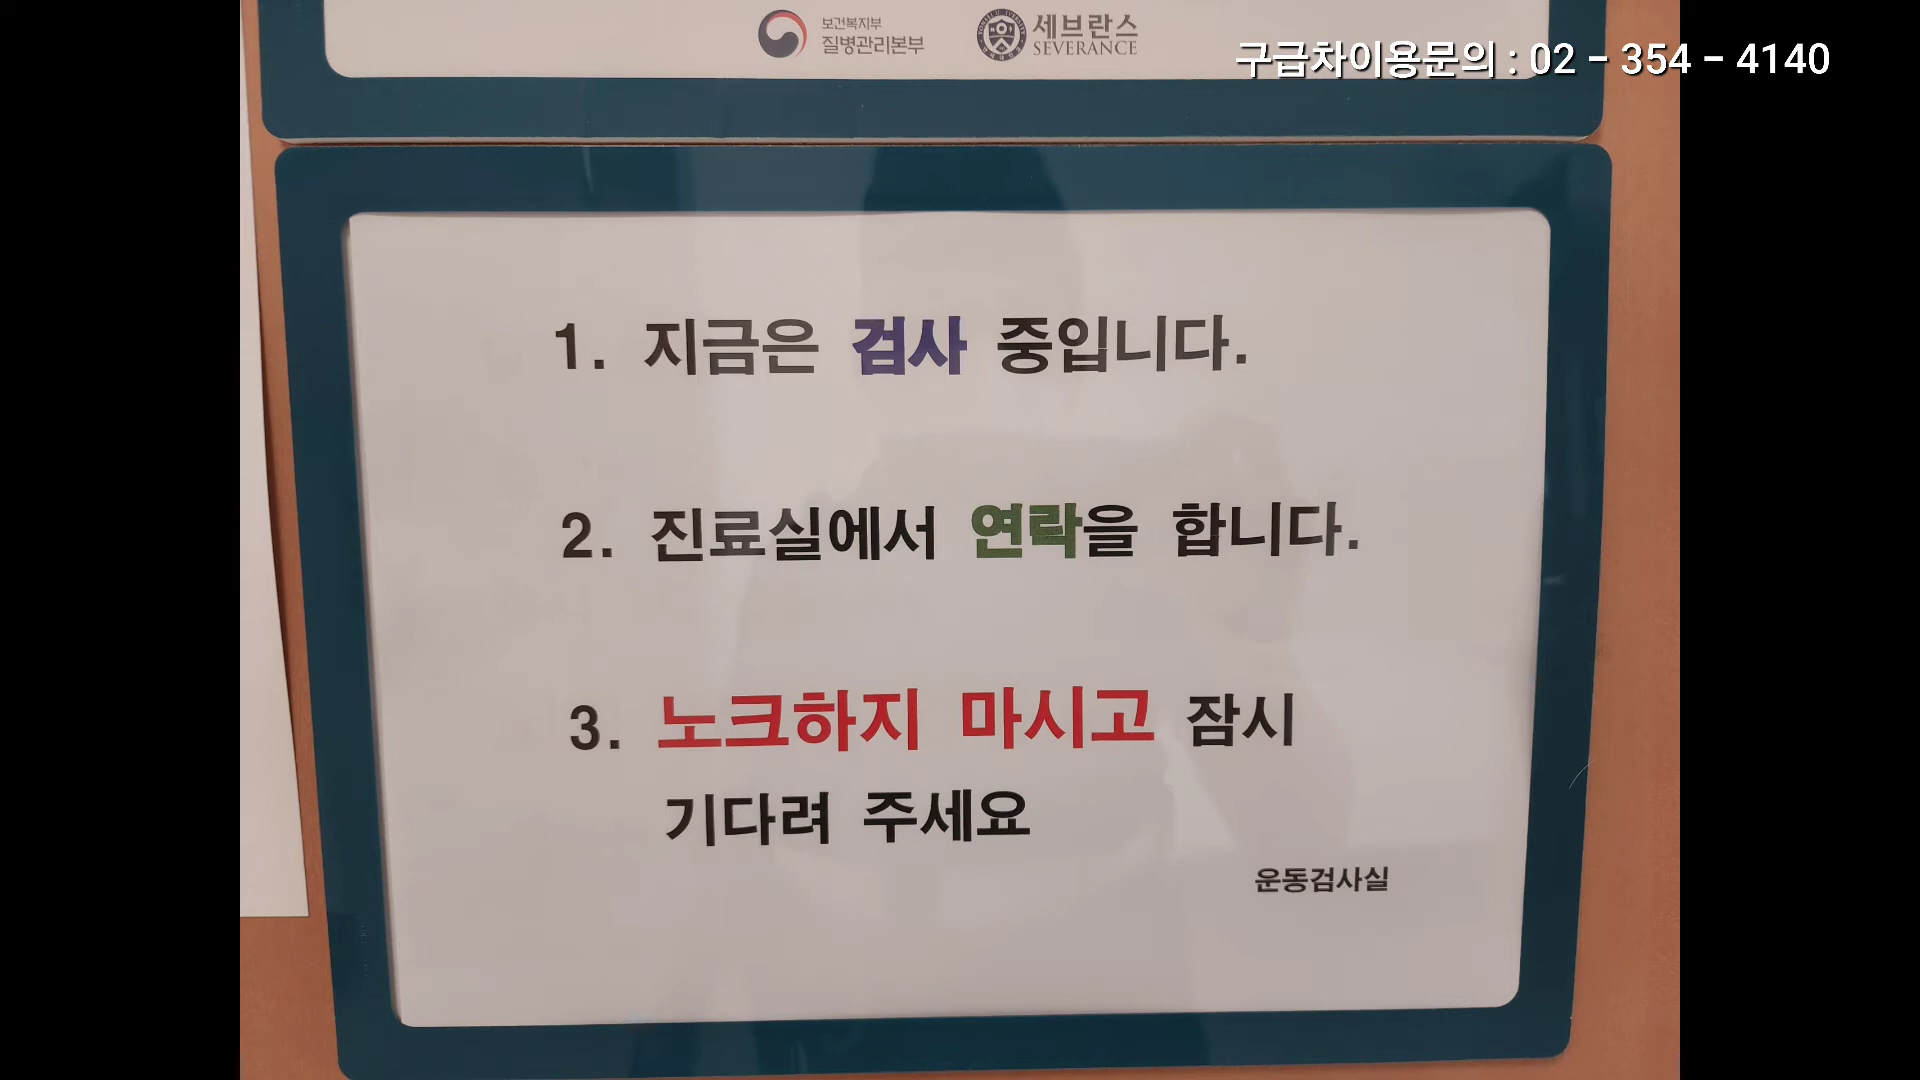 보건복지부
질병관리본부
세브란스
SEVERANCE
구급차이용문의 : 02 - 354 - 4140
1. 지금은 검사 중입니다.
2. 진료실에서 연락을 합니다.
3. 노크하지 마시고 잠시
기다려 주세요
운동검사실